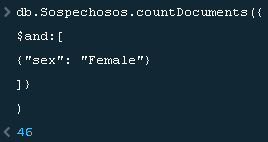 > db.Sospechosos.countDocuments({
$and:[
{"sex": "Female"}
]}
)
< 46